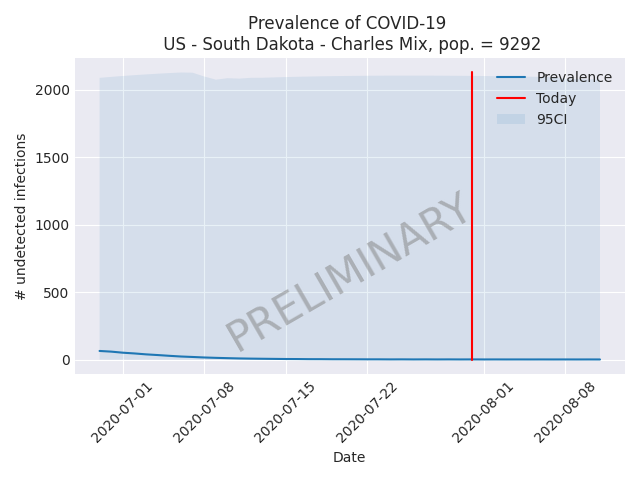 Prevalence of COVID-19
US - South Dakota - Charles Mix, pop. = 9292
Prevalence
Today
95CI
2000
1500
1000
500
0
# undetected infections
PRELIMINARY
2020-07-01
2020-07-08
2020-07-15
2020-07-22
2020-08-01
2020-08-08
Date